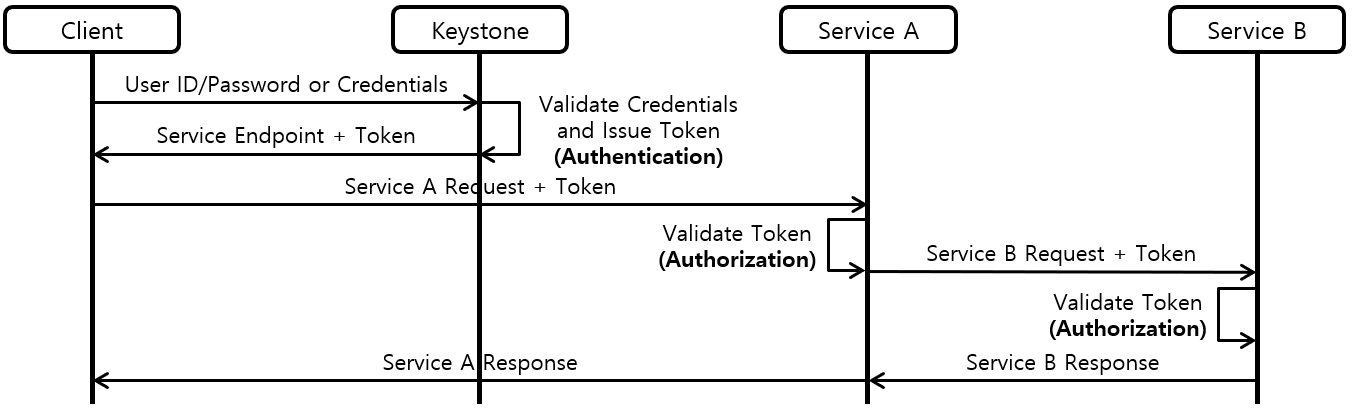 Client
Keystone
Service A
Service B
User ID/Password or Credentials
Validate Credentials
and Issue Token
(Authentication)
Service Endpoint + Token
Service A Request + Token
Validate Token
(Authorization)
Service B Request + Token
Validate Token
(Authorization)
Service A Response
Service B Response